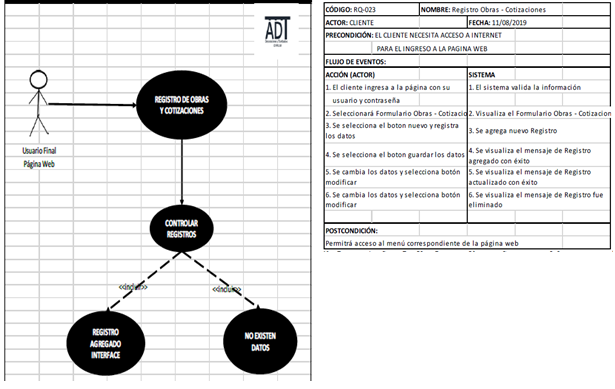 ADT
REGISTRO DE OBRAS
Y COTIZACIONES
Usuario Final
Página Web
CONTROLAR
REGISTROS
<<incluir>>
<<incluir>>
REGISTRO
AGREGADO
INTERFACE
NO EXISTEN
DATOS
CÓDIGO: RQ-023 NOMBRE: Registro Obras - Cotizaciones
ACTOR: CLIENTE FECHA: 11/08/2019
PRECONDICIÓN: EL CLIENTE NECESITA ACCESO A INTERNET
PARA EL INGRESO A LA PAGINA WEB
FLUJO DE EVENTOS:
ACCIÓN (ACTOR) SISTEMA
1. El cliente ingresa a la página con su 1. El sistema valida la información
usuario y contraseña
2. Seleccionará Formulario Obras - Cotizacio 2. Visualiza el Formulario Obras - Cotizacion
3. Se selecciona el boton nuevo y registra 3. Se agrega nuevo Registro
los datos
4. Se selecciona el boton guardar los datos 4. Se visualiza el mensaje de Registro
agregado con éxito
5. Se cambia los datos y selecciona botón 5. Se visualiza el mensaje de Registro
modificar actualizado con éxito
6. Se cambia los datos y selecciona botón 6. Se visualiza el mensaje de Registro fue
modificar eliminado
POSTCONDICIÓN:
Permitrá acceso al menú correspondiente de la página web